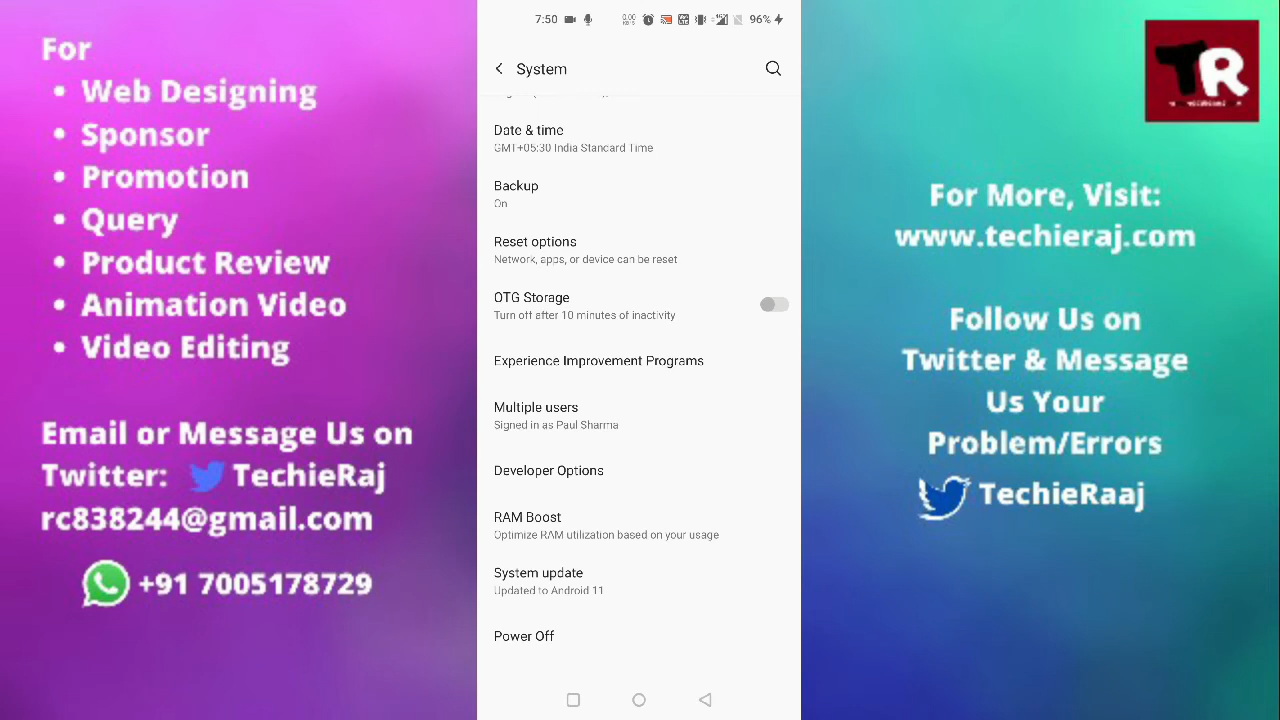 For
• Web Designing
• Sponsor
• Promotion
• Query
• Product Review
• Animation Video
• Video Editing
Email or Message Us on
Twitter: TechieRaj
rc838244@gmail.com
+91 7005178729
7:50
0.00
96%
System
Date & time
GMT+05:30 India Standard Time
Backup
On
Reset options
Network, apps, or device can be reset
OTG Storage
Turn off after 10 minutes of inactivity
Experience Improvement Programs
Multiple users
Signed in as Paul Sharma
Developer Options
RAM Boost
Optimize RAM utilization based on your usage
System update
Updated to Android 11
Power Off
TR
For More, Visit:
www.techieraj.com
Follow Us on
Twitter & Message
Us Your
Problem/Errors
TechieRaaj